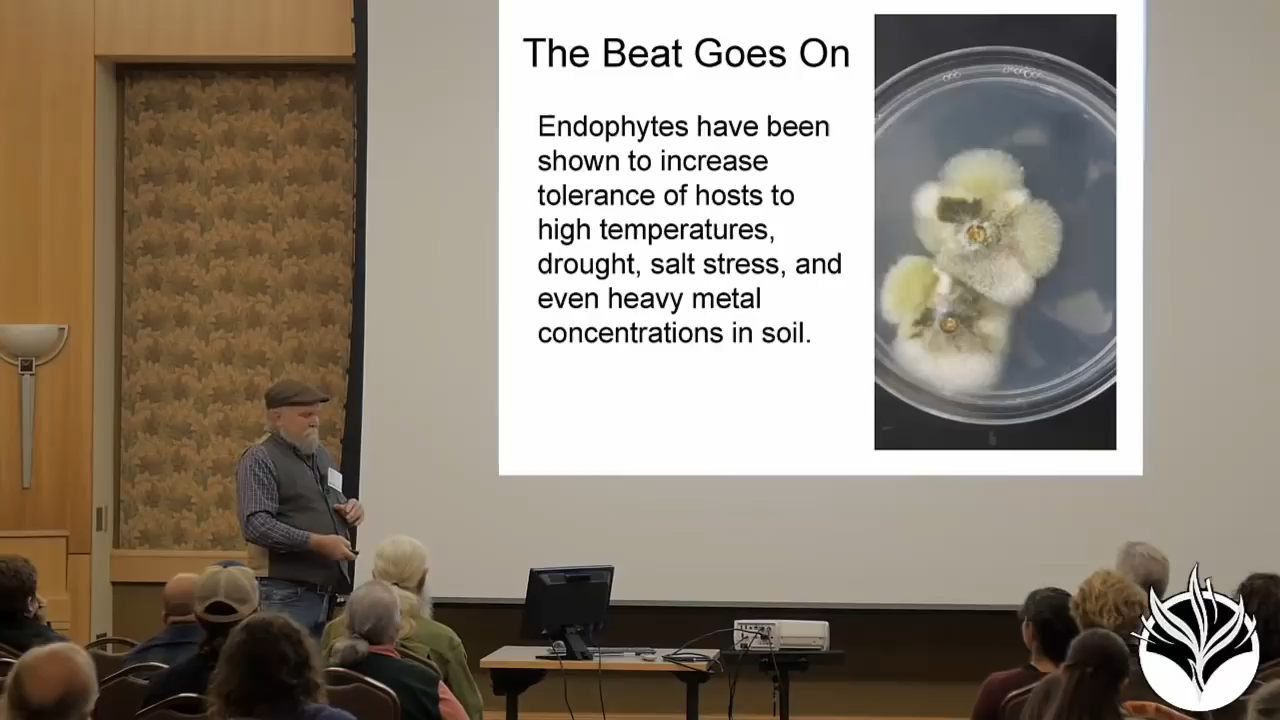 The Beat Goes On
Endophytes have been
shown to increase
tolerance of hosts to
high temperatures,
drought, salt stress, and
even heavy metal
concentrations in soil.